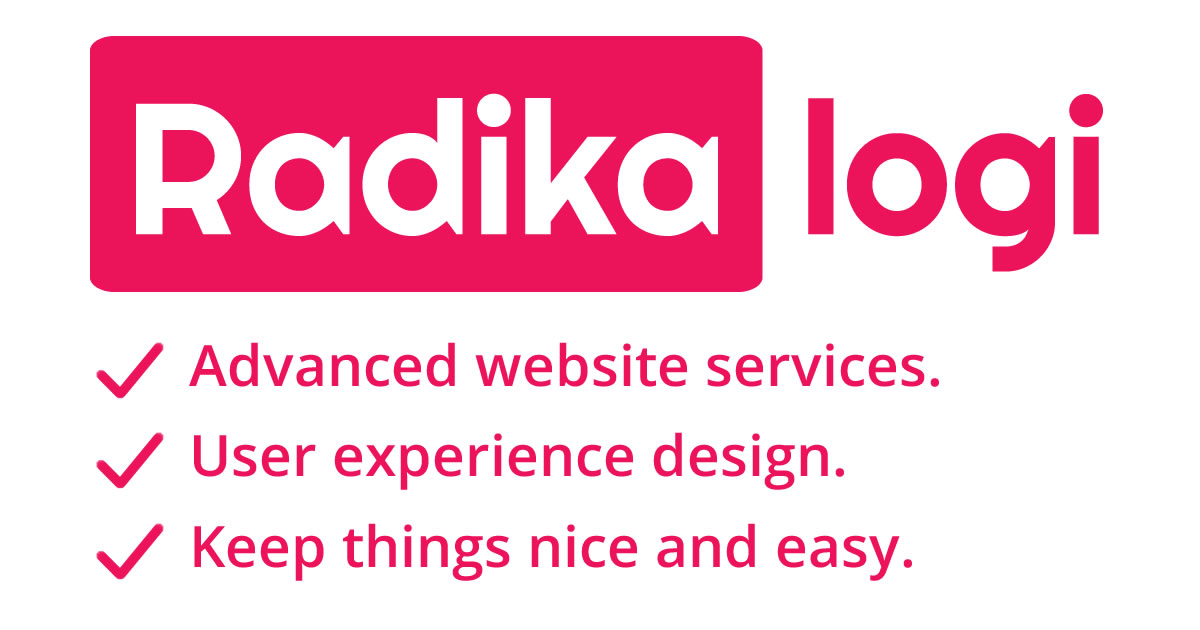 Radika logi
Advanced website services.
User experience design.
Keep things nice and easy.